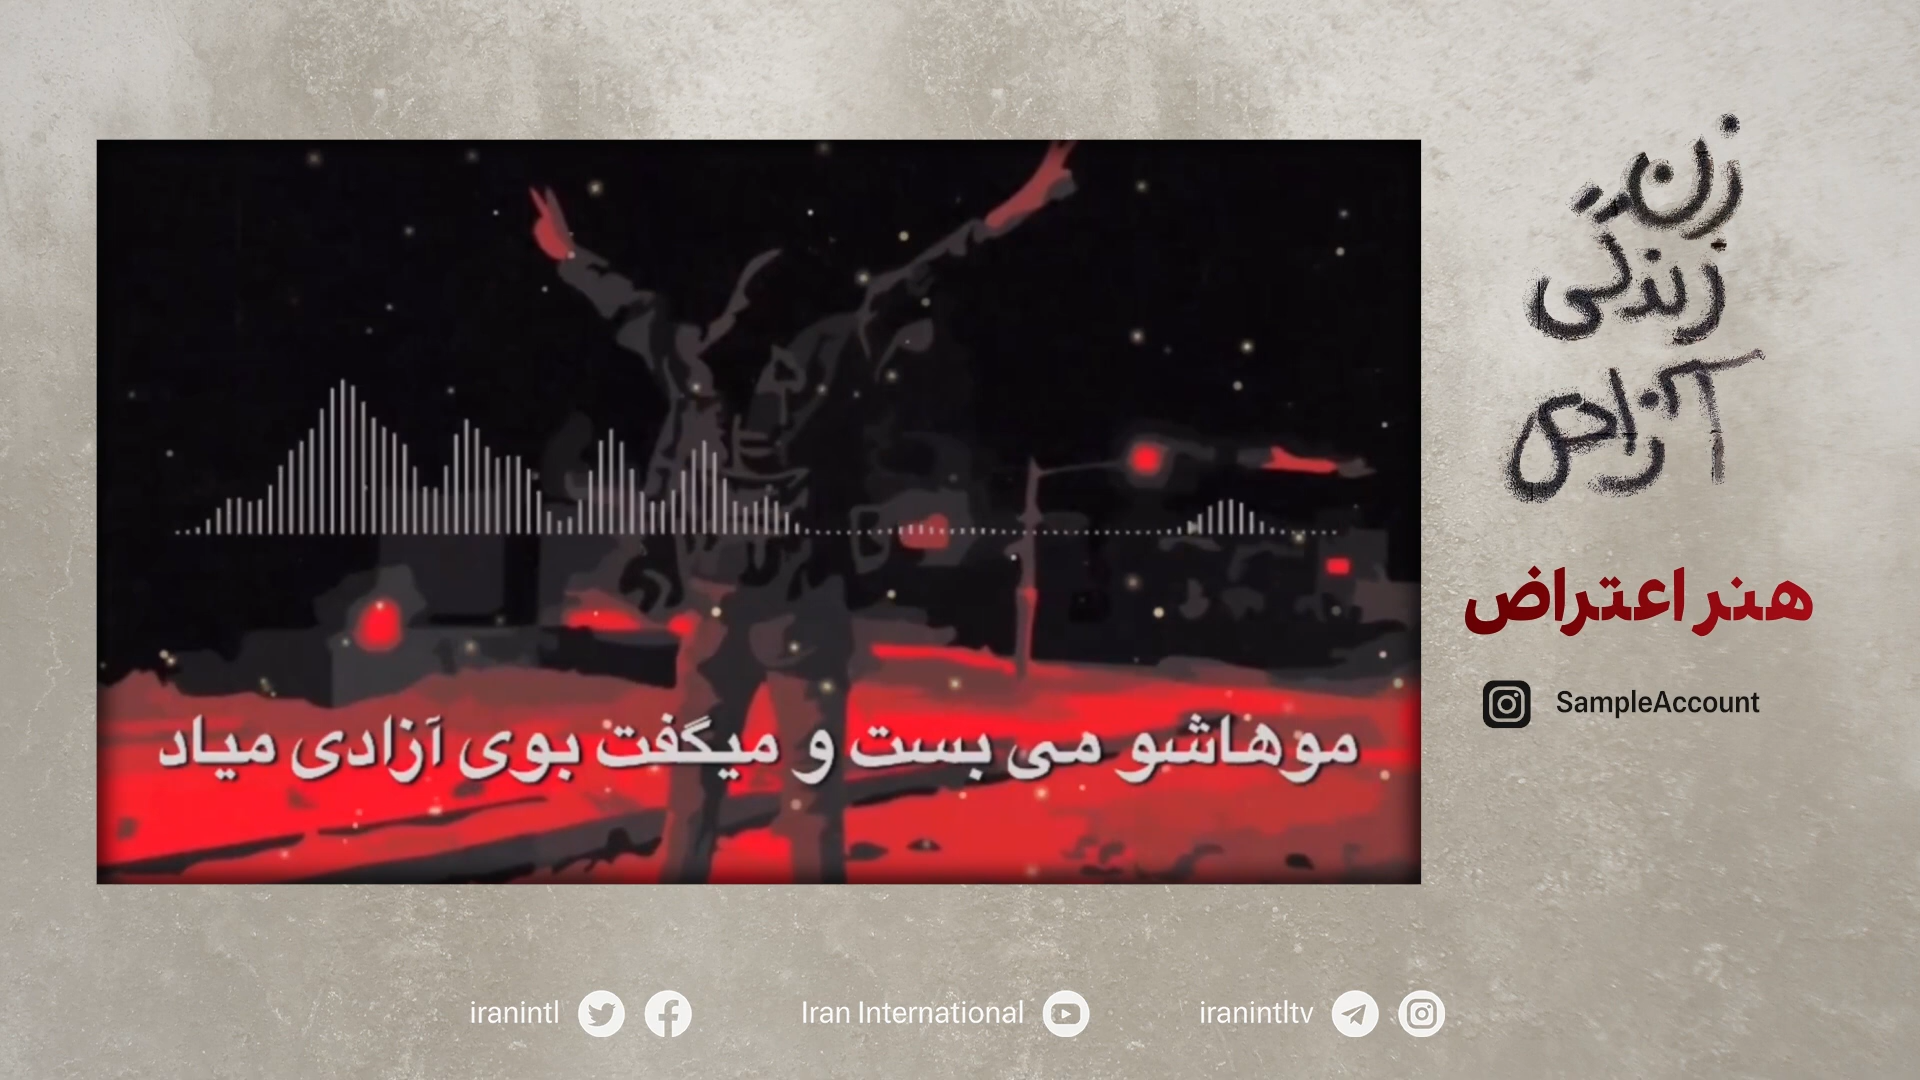 زن
زندگی
آزادی
هنر اعتراض
SampleAccount
موهاشو می بست و میگفت بوی آزادی میاد
iranintl
Iran International
iranintltv